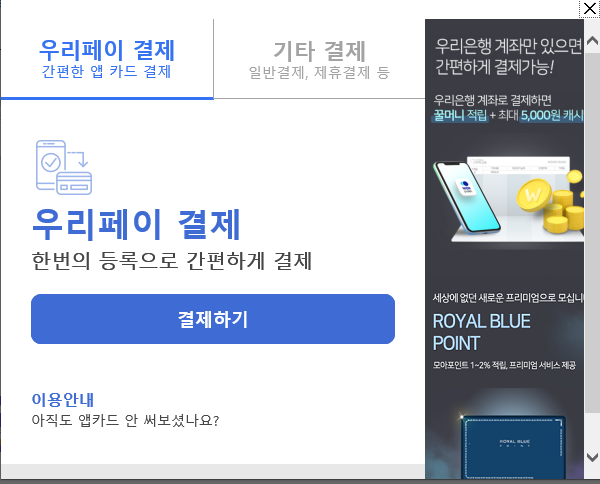 우리페이 결제
간편한 앱 카드 결제
기타 결제
일반결제, 제휴결제 등
우리페이 결제
한번의 등록으로 간편하게 결제
결제하기
이용안내
아직도 앱카드 안 써보셨나요?
우리은행 계좌만 있으면
간편하게 결제가능!
우리은행 계좌로 결제하면
꿀머니 적립 + 최대 5,000원 캐시
W
세상에 없던 새로운 프리미엄으로 모십니
ROYAL BLUE
POINT
모아포인트 1~2% 적립, 프리미엄 서비스 제공
ROYAL BLUE
POINT